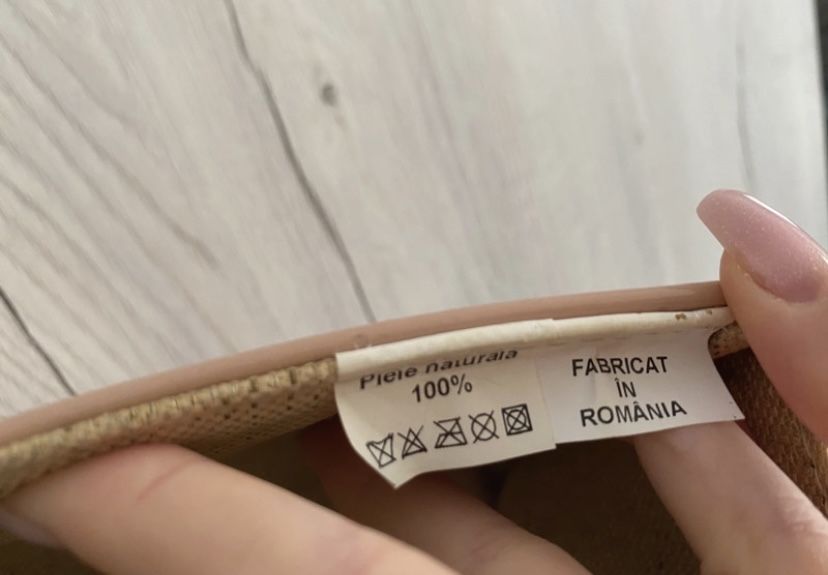 Piele naturala
100%
FABRICAT
ÎN
ROMÂNIA